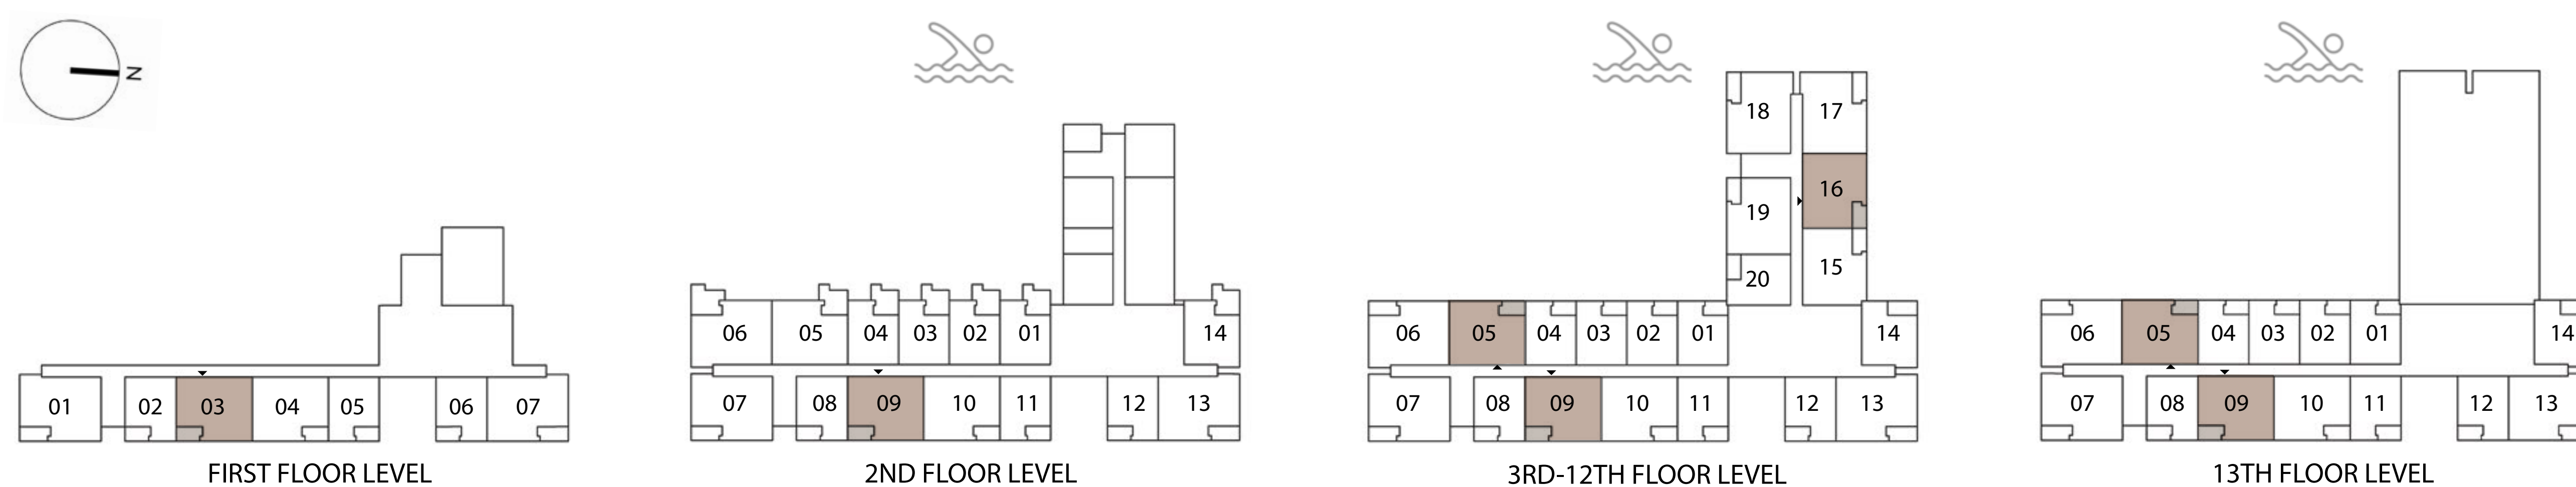 N
18 17
16
19
15
20
06 05 04 03 02 01 14
06 05 04 03 02 01 14
06 05 04 03 02 01 14
01 02 03 04 05 06 07
07 08 09 10 11 12 13
07 08 09 10 11 12 13
07 08 09 10 11 12 13
FIRST FLOOR LEVEL
2ND FLOOR LEVEL
3RD-12TH FLOOR LEVEL
13TH FLOOR LEVEL